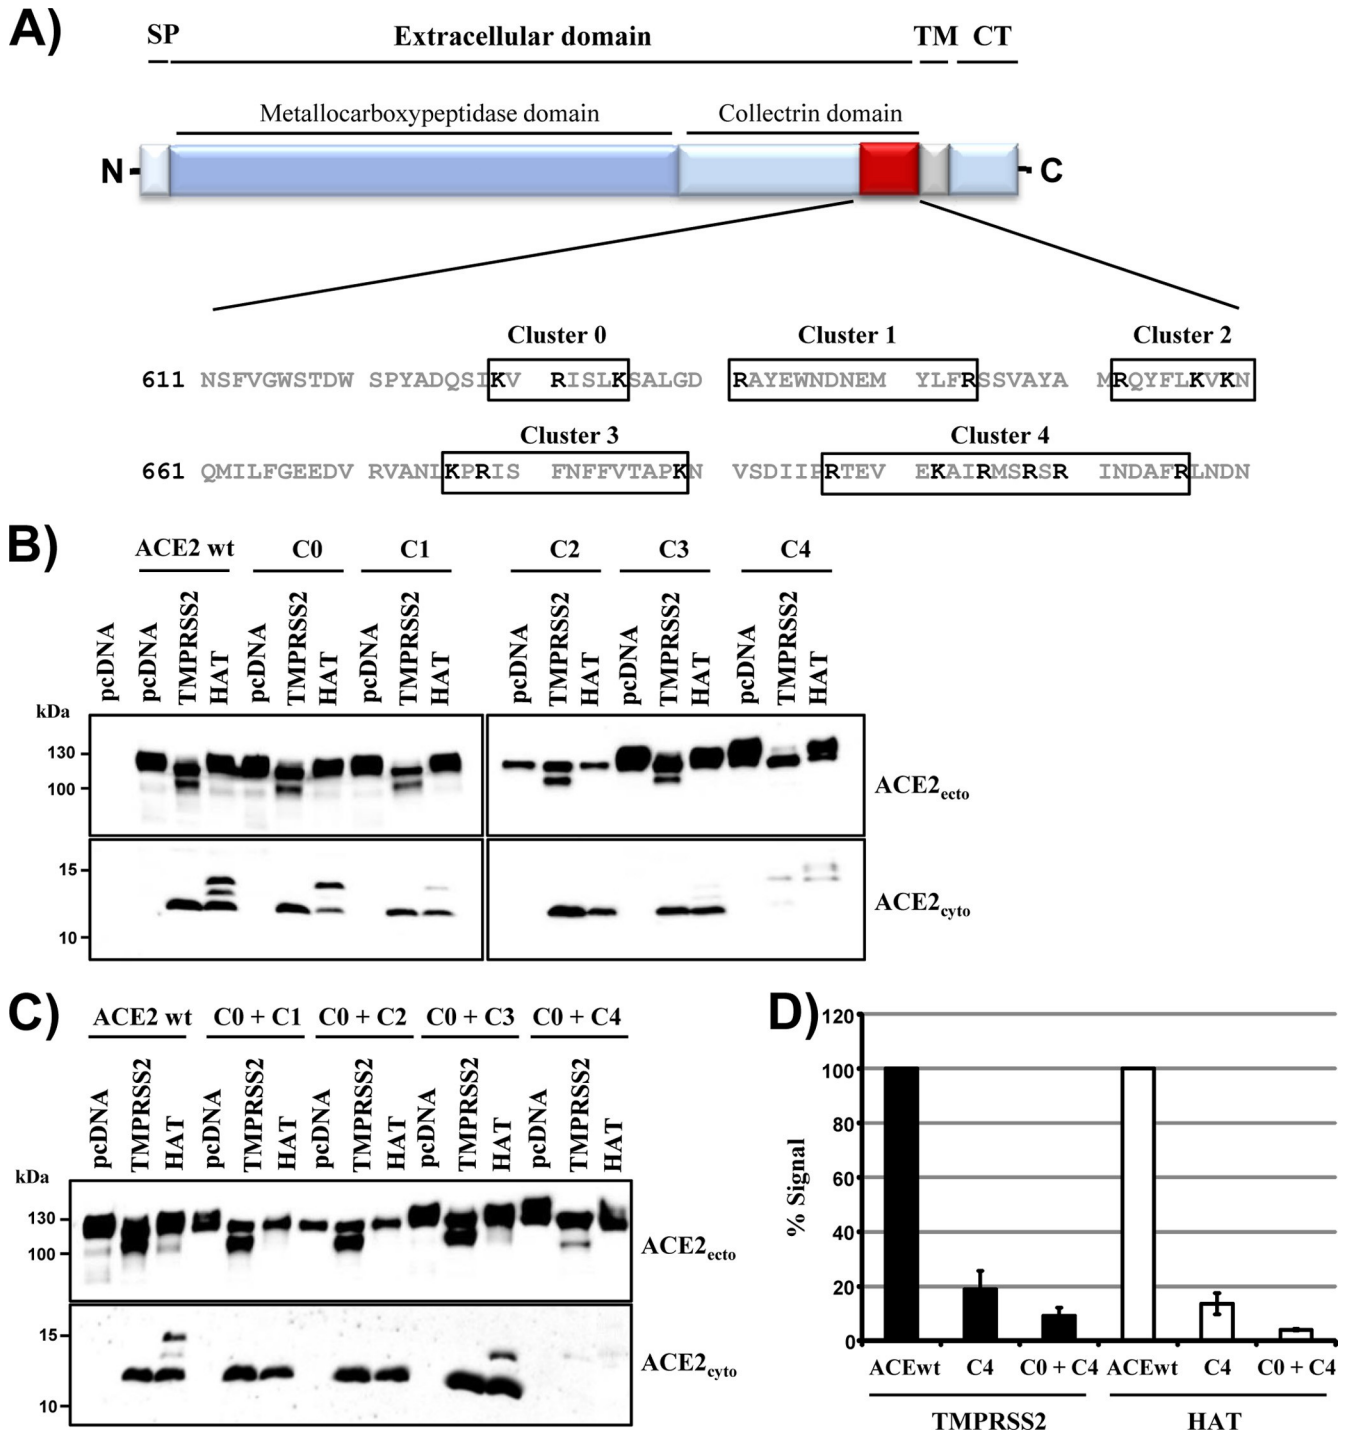 A)
SP Extracellular domain TM CT
Metallocarboxypeptidase domain Collectrin domain
N C
Cluster 0 Cluster 1 Cluster 2
611 NSFVGWSTDW SPYADQSIKV RISLKSALGD RAYEWNDNEM YLFRSSVAYA MRQYFLKVKN
Cluster 3 Cluster 4
661 QMILFGEEDV RVANLKPRIS FNFFVTAPKN VSDIIPRTEV EKAIRMSRSR INDAFRLNDN
B)
ACE2 wt C0 C1 C2 C3 C4
pcDNA pcDNA TMPRSS2 HAT pcDNA TMPRSS2 HAT pcDNA TMPRSS2 HAT pcDNA TMPRSS2 HAT pcDNA TMPRSS2 HAT pcDNA TMPRSS2 HAT
kDa
130
100
ACE2ecto
15
10
ACE2cyto
C)
ACE2 wt C0 + C1 C0 + C2 C0 + C3 C0 + C4
pcDNA TMPRSS2 HAT pcDNA TMPRSS2 HAT pcDNA TMPRSS2 HAT pcDNA TMPRSS2 HAT pcDNA TMPRSS2 HAT
kDa
130
100
ACE2ecto
15
10
ACE2cyto
D)
% Signal
120
100
80
60
40
20
0
ACEwt C4 C0 + C4 ACEwt C4 C0 + C4
TMPRSS2 HAT